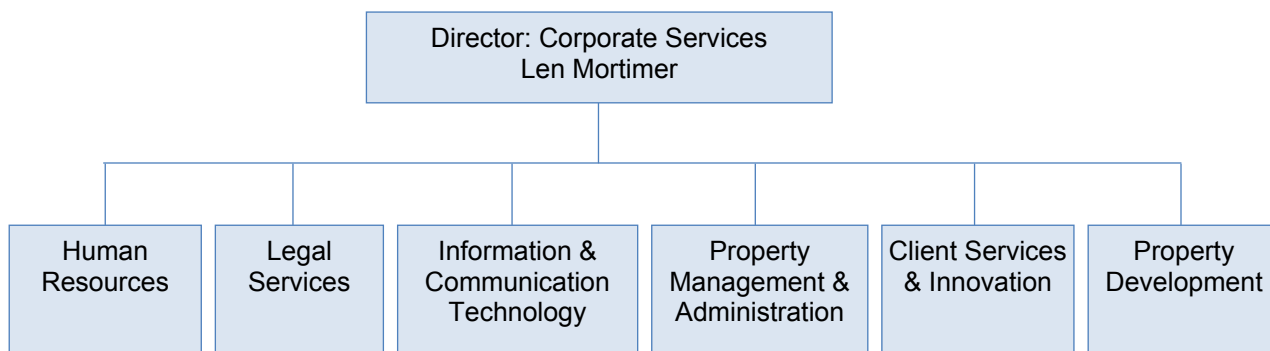 Director: Corporate Services
Len Mortimer
Human
Resources
Legal
Services
Information &
Communication
Technology
Property
Management &
Administration
Client Services
& Innovation
Property
Development